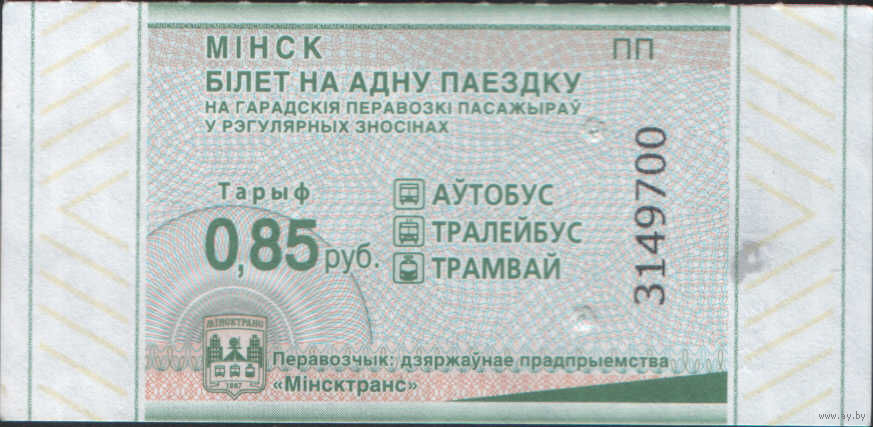 МІНСК
ПП
БІЛЕТ НА АДНУ ПАЕЗДКУ
НА ГАРАДСКІЯ ПЕРАВОЗКІ ПАСАЖЫРАЎ
У РЭГУЛЯРНЫХ ЗНОСІНАХ
Тарыф
0,85 руб.
АЎТОБУС
ТРАЛЕЙБУС
ТРАМВАЙ
3149700
МІНСКТРАНС
1887
Перавозчык: дзяржаўнае прадпрыемства
«Мінсктранс»
www.ay.by